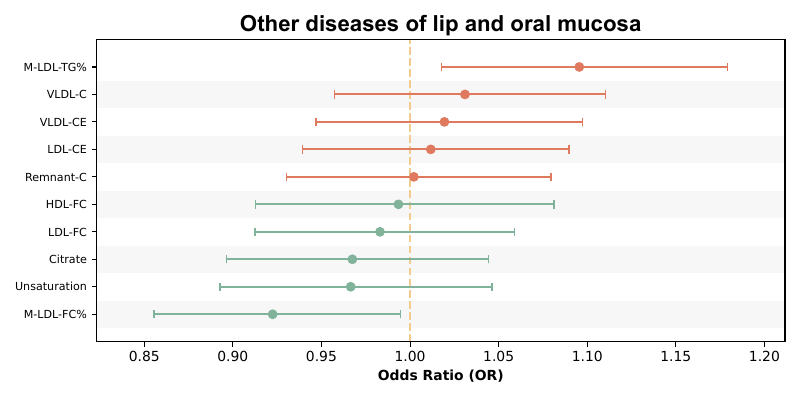 Other diseases of lip and oral mucosa
M-LDL-TG%
VLDL-C
VLDL-CE
LDL-CE
Remnant-C
HDL-FC
LDL-FC
Citrate
Unsaturation
M-LDL-FC%
0.85 0.90 0.95 1.00 1.05 1.10 1.15 1.20
Odds Ratio (OR)